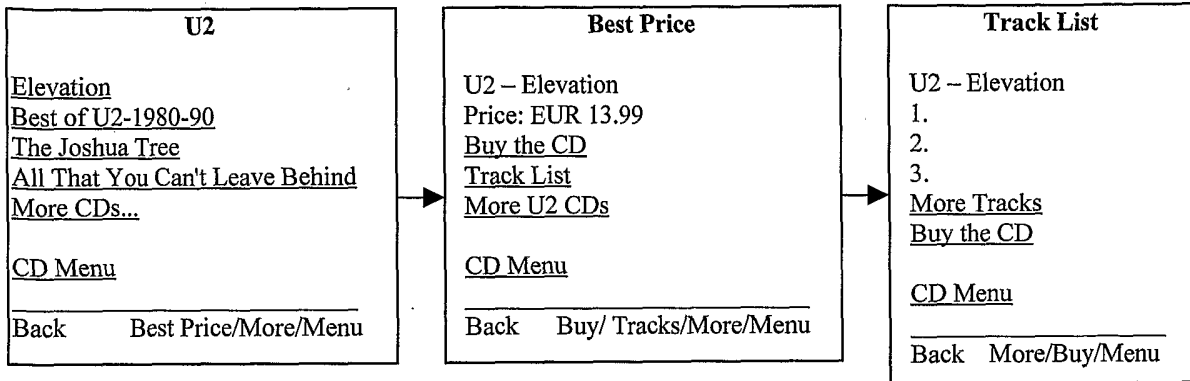 U2
Elevation
Best of U2-1980-90
The Joshua Tree
All That You Can't Leave Behind
More CDs...
CD Menu
Back Best Price/More/Menu
Best Price
U2 – Elevation
Price: EUR 13.99
Buy the CD
Track List
More U2 CDs
CD Menu
Back Buy/ Tracks/More/Menu
Track List
U2 – Elevation
1.
2.
3.
More Tracks
Buy the CD
CD Menu
Back More/Buy/Menu